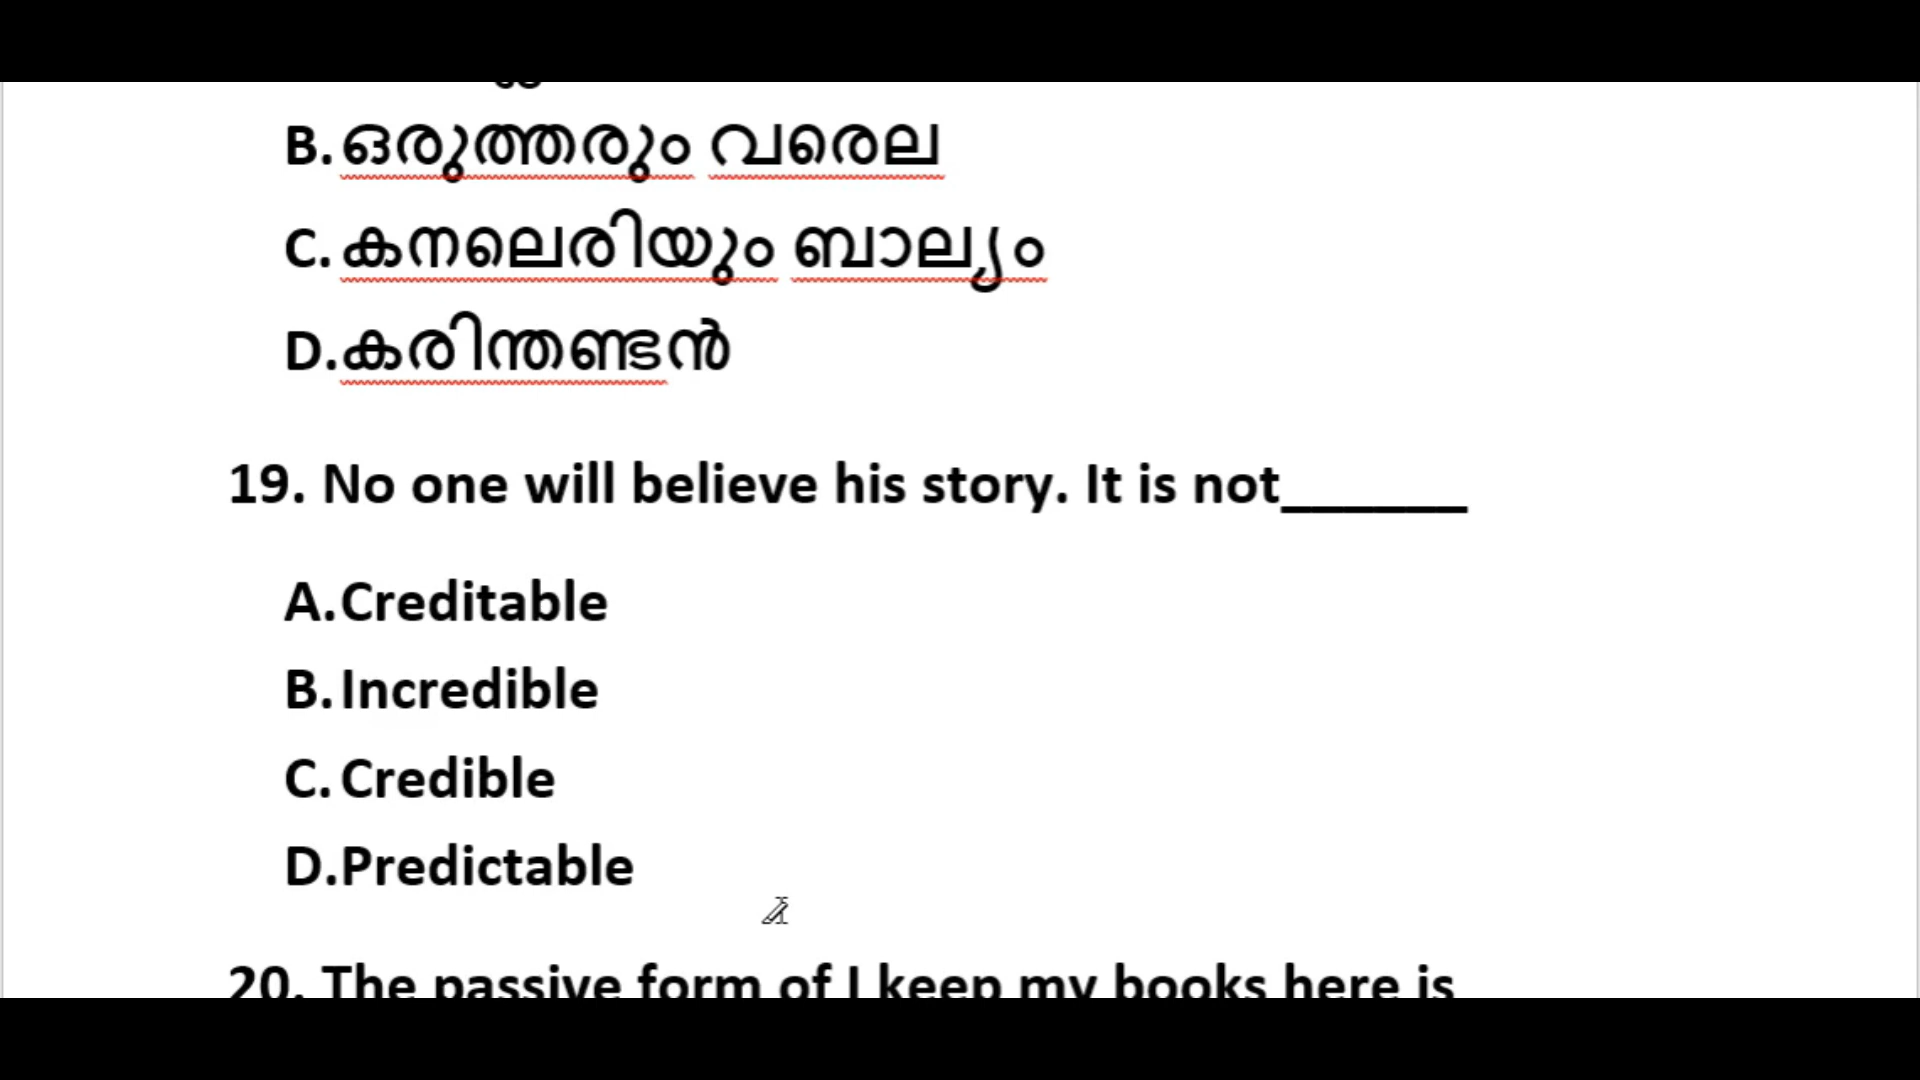 B. ഒരുത്തരും വരെല
C. കനലെരിയും ബാല്യം
D. കരിന്തണ്ടൻ
19. No one will believe his story. It is not______
A. Creditable
B. Incredible
C. Credible
D. Predictable
20. The passive form of I keep my books here is